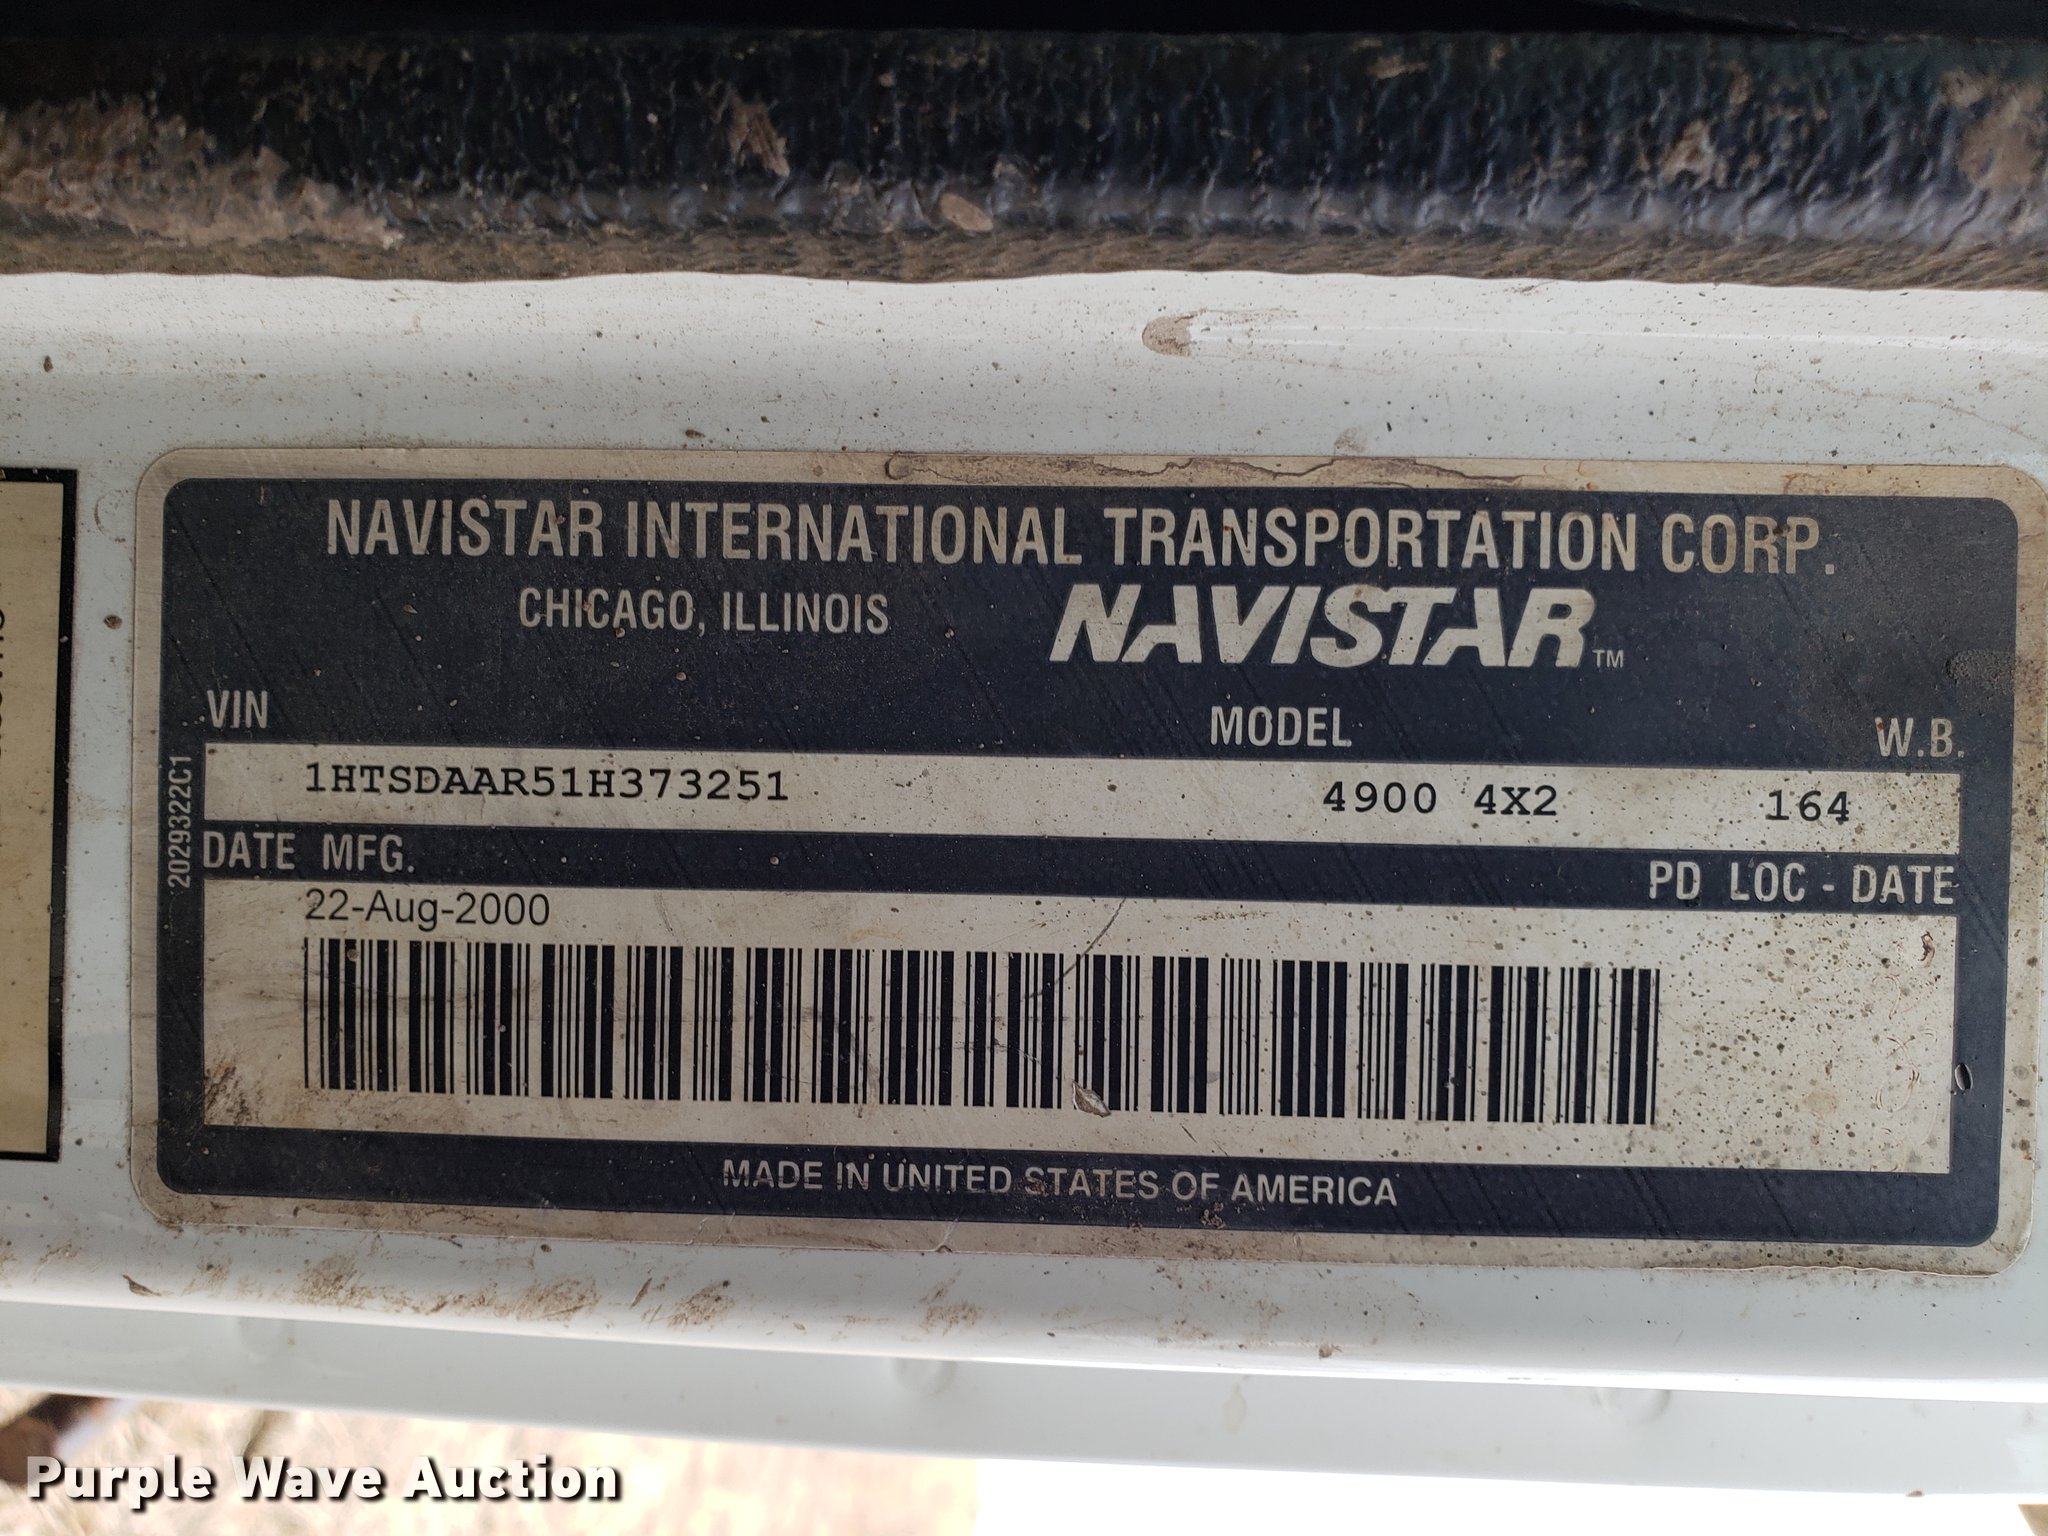 NAVISTAR INTERNATIONAL TRANSPORTATION CORP.
CHICAGO, ILLINOIS NAVISTAR™
VIN MODEL W.B.
1HTSDAAR51H373251 4900 4X2 164
2029322C1
DATE MFG. PD LOC - DATE
22-Aug-2000
MADE IN UNITED STATES OF AMERICA
Purple Wave Auction